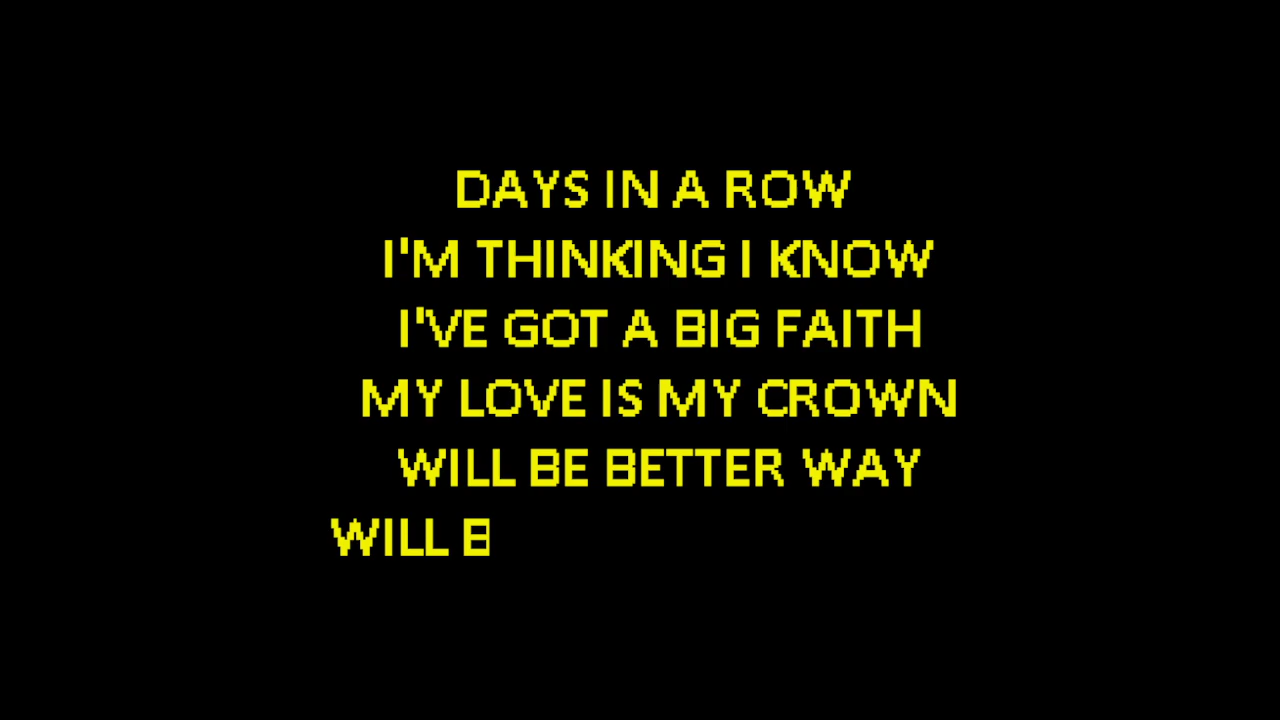 DAYS IN A ROW
I'M THINKING I KNOW
I'VE GOT A BIG FAITH
MY LOVE IS MY CROWN
WILL BE BETTER WAY
WILL B